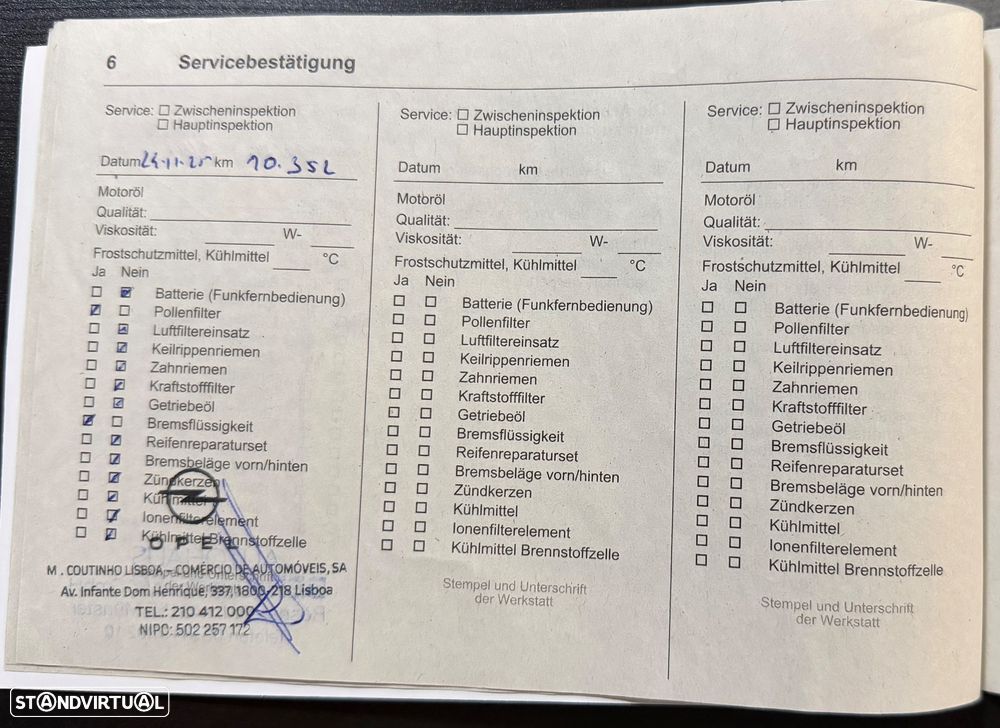 6 Servicebestätigung
Service: Zwischeninspektion
Hauptinspektion
Datum 24.11.25 km 10.352
Motoröl
Qualität:
Viskosität: W-
Frostschutzmittel, Kühlmittel °C
Ja Nein
Batterie (Funkfernbedienung)
Pollenfilter
Luftfiltereinsatz
Keilrippenriemen
Zahnriemen
Kraftstofffilter
Getriebeöl
Bremsflüssigkeit
Reifenreparaturset
Bremsbeläge vorn/hinten
Zündkerzen
Kühlmittel
Ionenfilterelement
Kühlmittel Brennstoffzelle
OPEL
M. COUTINHO LISBOA - COMÉRCIO DE AUTOMÓVEIS, SA
Av. Infante Dom Henrique, 337, 1800-218 Lisboa
TEL.: 210 412 000
NIPC: 502 257 172
Service: Zwischeninspektion
Hauptinspektion
Datum km
Motoröl
Qualität:
Viskosität: W-
Frostschutzmittel, Kühlmittel °C
Ja Nein
Batterie (Funkfernbedienung)
Pollenfilter
Luftfiltereinsatz
Keilrippenriemen
Zahnriemen
Kraftstofffilter
Getriebeöl
Bremsflüssigkeit
Reifenreparaturset
Bremsbeläge vorn/hinten
Zündkerzen
Kühlmittel
Ionenfilterelement
Kühlmittel Brennstoffzelle
Stempel und Unterschrift
der Werkstatt
Service: Zwischeninspektion
Hauptinspektion
Datum km
Motoröl
Qualität:
Viskosität: W-
Frostschutzmittel, Kühlmittel °C
Ja Nein
Batterie (Funkfernbedienung)
Pollenfilter
Luftfiltereinsatz
Keilrippenriemen
Zahnriemen
Kraftstofffilter
Getriebeöl
Bremsflüssigkeit
Reifenreparaturset
Bremsbeläge vorn/hinten
Zündkerzen
Kühlmittel
Ionenfilterelement
Kühlmittel Brennstoffzelle
Stempel und Unterschrift
der Werkstatt
STANDVIRTUAL